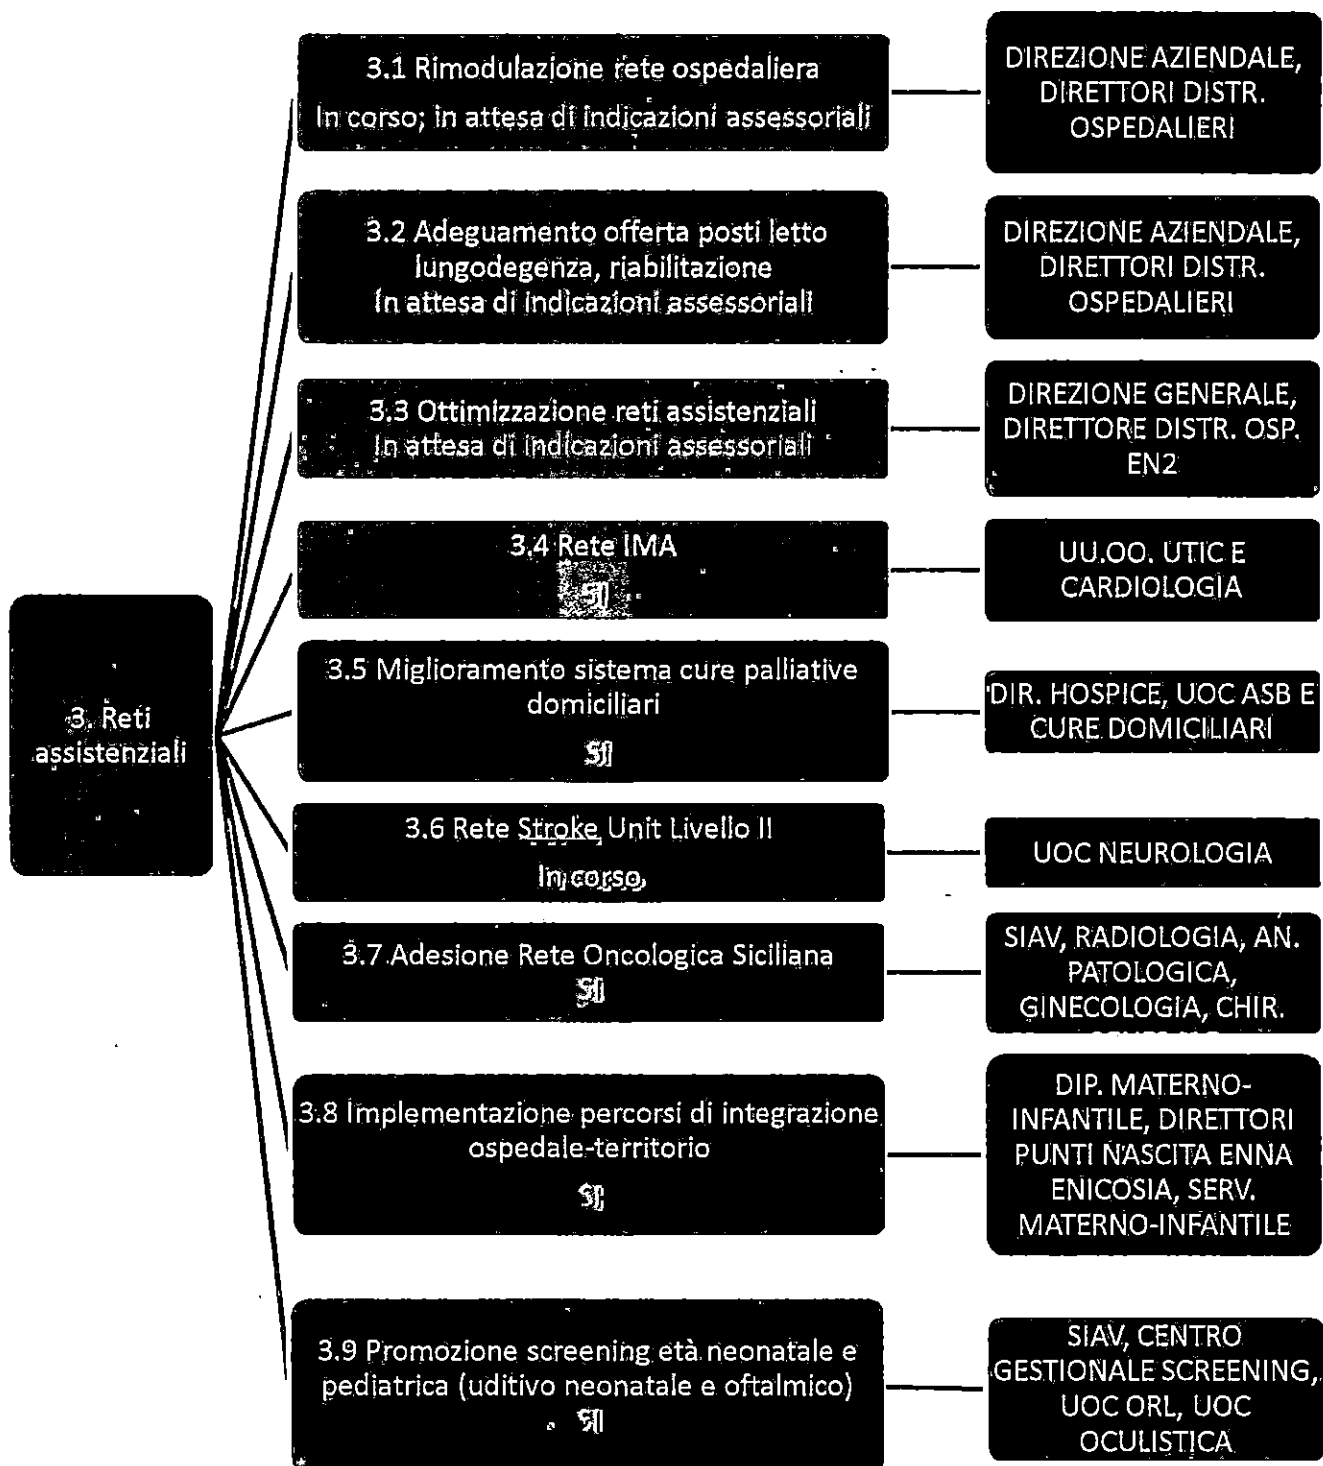 3. Reti
assistenziali
3.1 Rimodulazione rete ospedaliera
In corso; in attesa di indicazioni assessoriali
DIREZIONE AZIENDALE,
DIRETTORI DISTR.
OSPEDALIERI
3.2 Adeguamento offerta posti letto
lungodegenza, riabilitazione
In attesa di indicazioni assessoriali
DIREZIONE AZIENDALE,
DIRETTORI DISTR.
OSPEDALIERI
3.3 Ottimizzazione reti assistenziali
In attesa di indicazioni assessoriali
DIREZIONE GENERALE,
DIRETTORE DISTR. OSP.
EN2
3.4 Rete IMA
SI
UU.OO. UTIC E
CARDIOLOGIA
3.5 Miglioramento sistema cure palliative
domiciliari
SI
DIR. HOSPICE, UOC ASB E
CURE DOMICILIARI
3.6 Rete Stroke Unit Livello II
In corso
UOC NEUROLOGIA
3.7 Adesione Rete Oncologica Siciliana
SI
SIAV, RADIOLOGIA, AN.
PATOLOGICA,
GINECOLOGIA, CHIR.
3.8 Implementazione percorsi di integrazione
ospedale-territorio
SI
DIP. MATERNO-
INFANTILE, DIRETTORI
PUNTI NASCITA ENNA
ENICOSIA, SERV.
MATERNO-INFANTILE
3.9 Promozione screening età neonatale e
pediatrica (uditivo neonatale e oftalmico)
SI
SIAV, CENTRO
GESTIONALE SCREENING,
UOC ORL, UOC
OCULISTICA